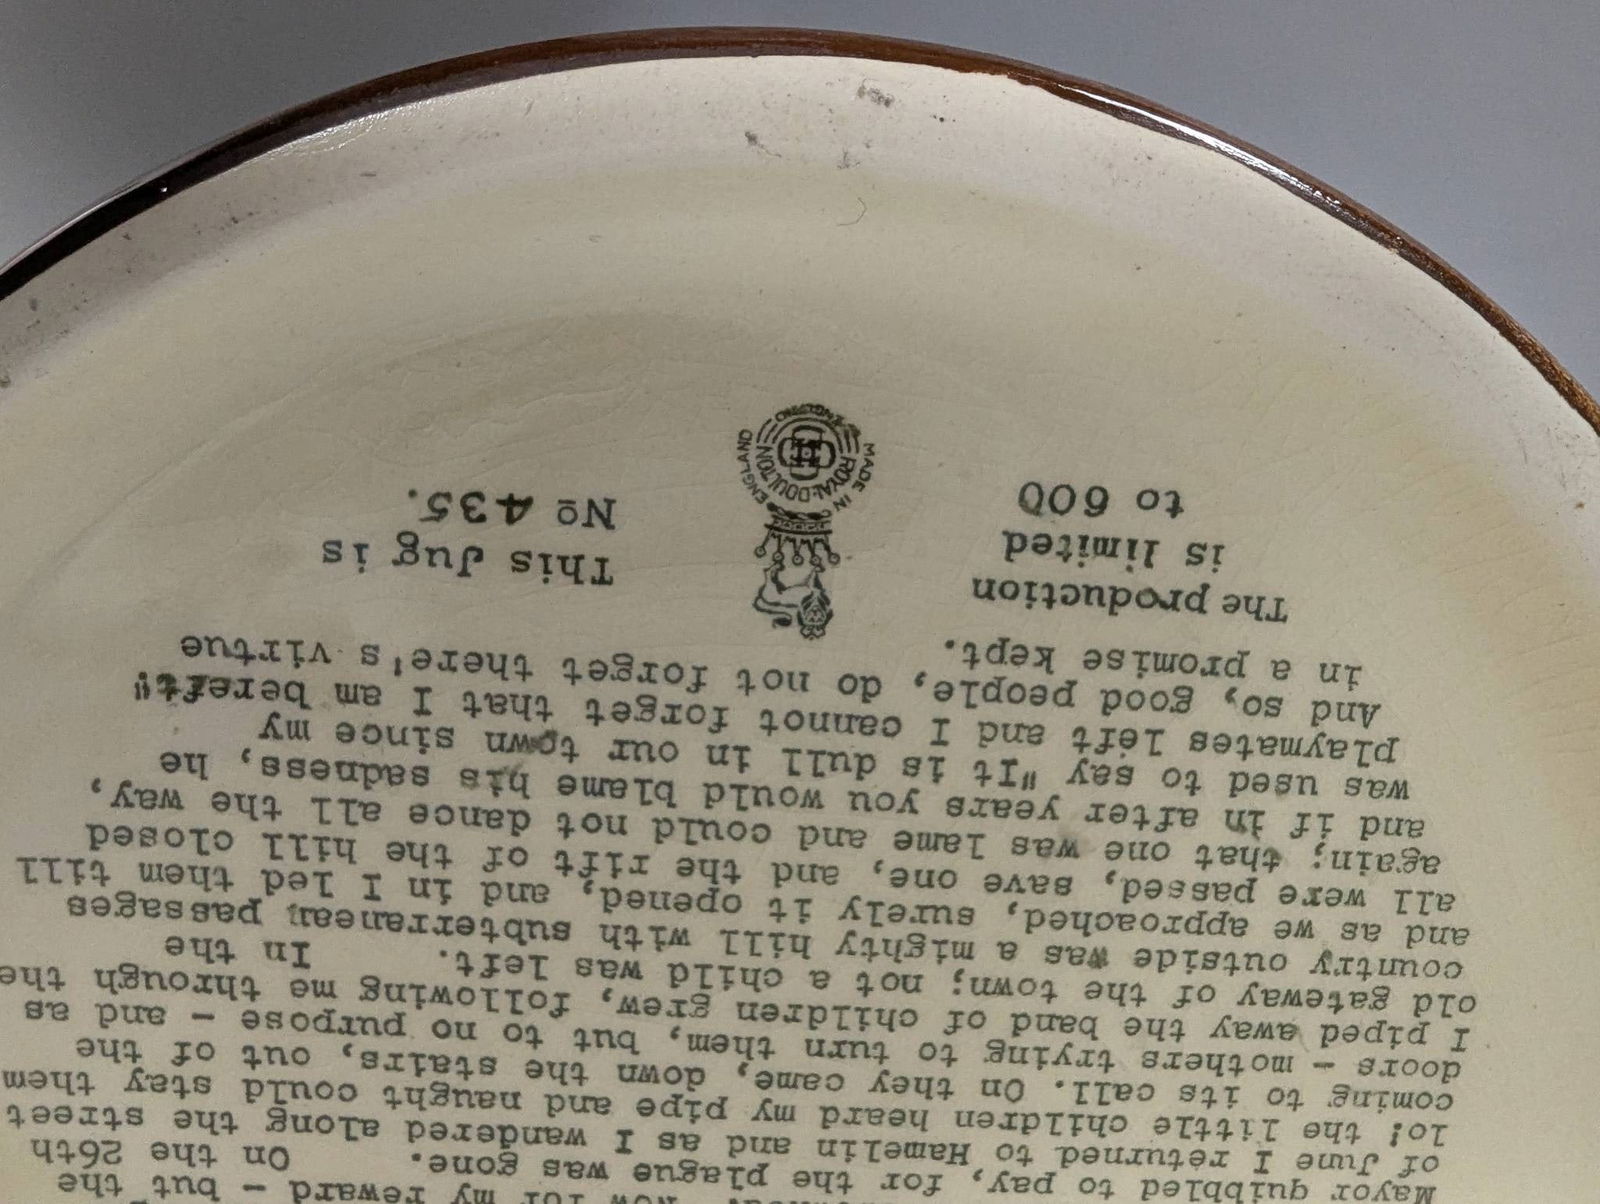 Now for my reward - but the
Mayor quibbled to pay, for the plague was gone. On the 26th
of June I returned to Hamelin and as I wandered along the street
lo! the little children heard my pipe and naught could stay them
coming to its call. On they came, down the stairs, out of the
doors - mothers trying to turn them, but to no purpose - and as
I piped away the band of children grew, following me through the
old gateway of the town; not a child was left. In the
country outside was a mighty hill with subterranean passages
and as we approached, surely it opened, and in I led them till
all were passed, save one, and the rift of the hill closed
again; that one was lame and could not dance all the way,
and if in after years you would blame his sadness, he
was used to say "It is dull in our town since my
playmates left and I cannot forget that I am bereft"
And so, good people, do not forget there's virtue
in a promise kept.
The production
is limited
to 600
This Jug is
No 435.
MADE IN ENGLAND
ROYAL DOULTON
ENGLAND